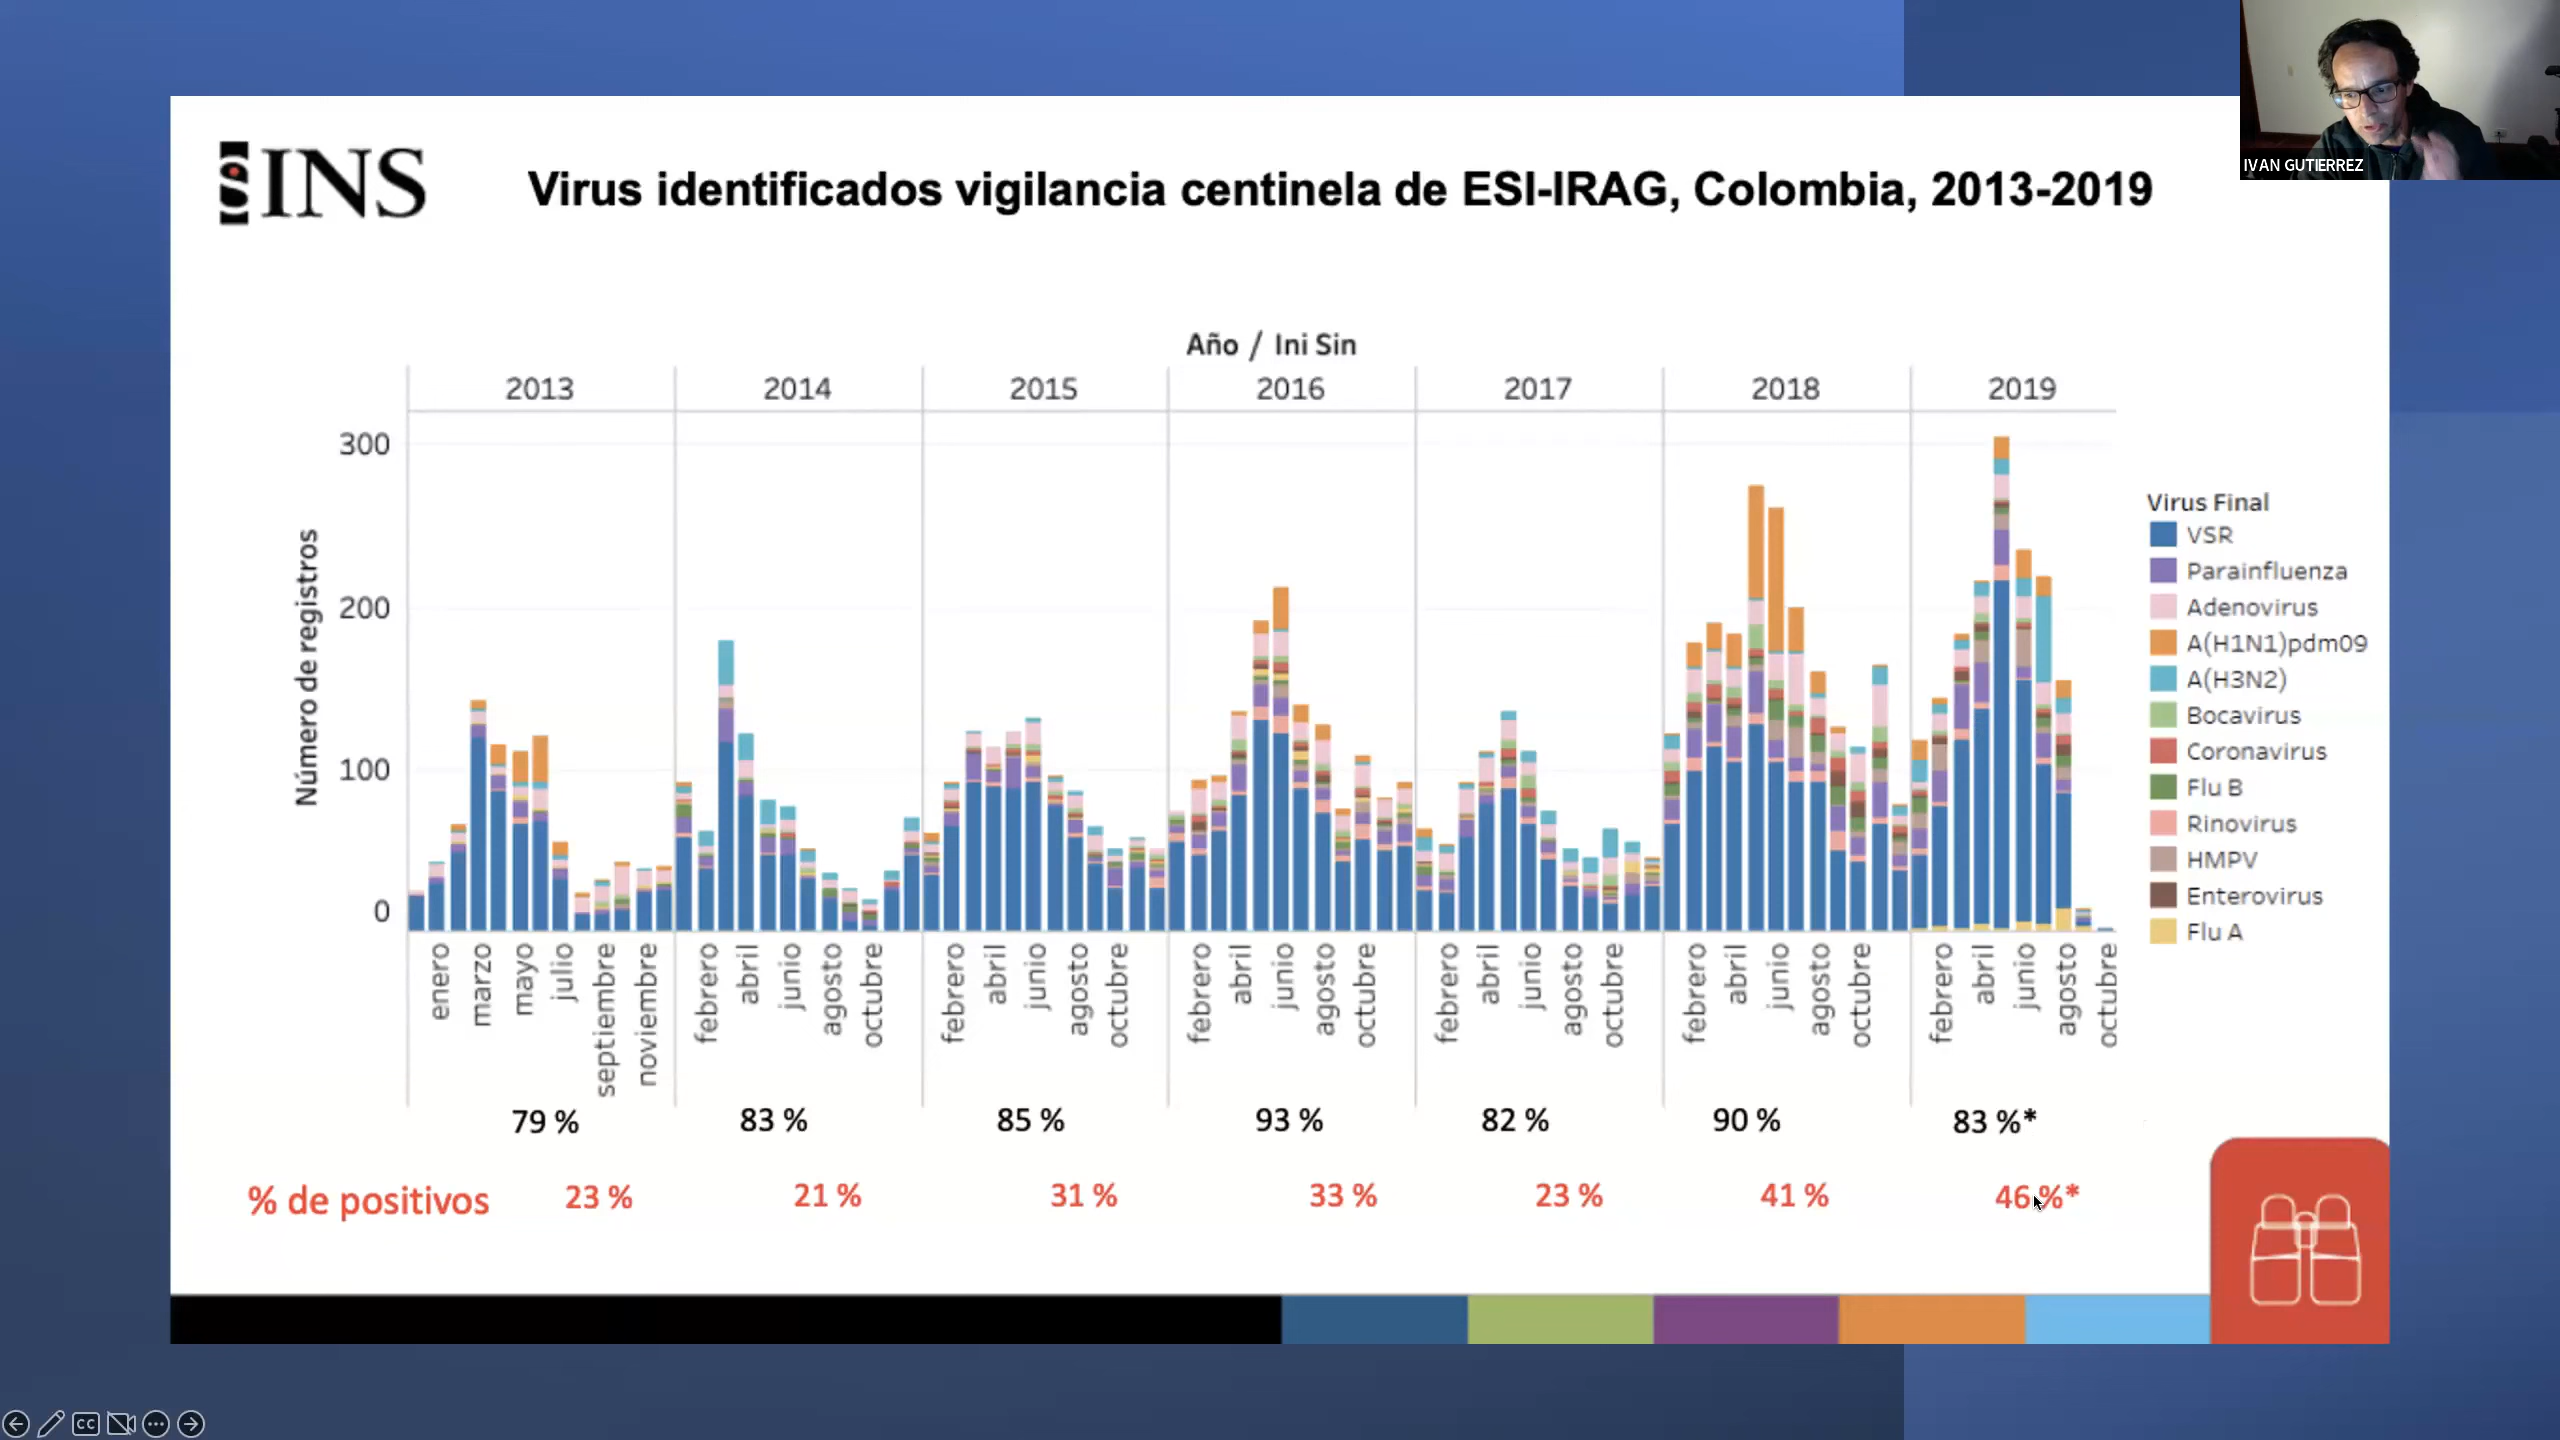 IVAN GUTIERREZ
INS
Virus identificados vigilancia centinela de ESI-IRAG, Colombia, 2013-2019
Año / Ini Sin
2013 2014 2015 2016 2017 2018 2019
Número de registros
300
200
100
0
enero marzo mayo julio septiembre noviembre febrero abril junio agosto octubre febrero abril junio agosto octubre febrero abril junio agosto octubre febrero abril junio agosto octubre febrero abril junio agosto octubre febrero abril junio agosto octubre
Virus Final
VSR
Parainfluenza
Adenovirus
A(H1N1)pdm09
A(H3N2)
Bocavirus
Coronavirus
Flu B
Rinovirus
HMPV
Enterovirus
Flu A
79 % 83 % 85 % 93 % 82 % 90 % 83 %*
% de positivos 23 % 21 % 31 % 33 % 23 % 41 % 46 %*
CC